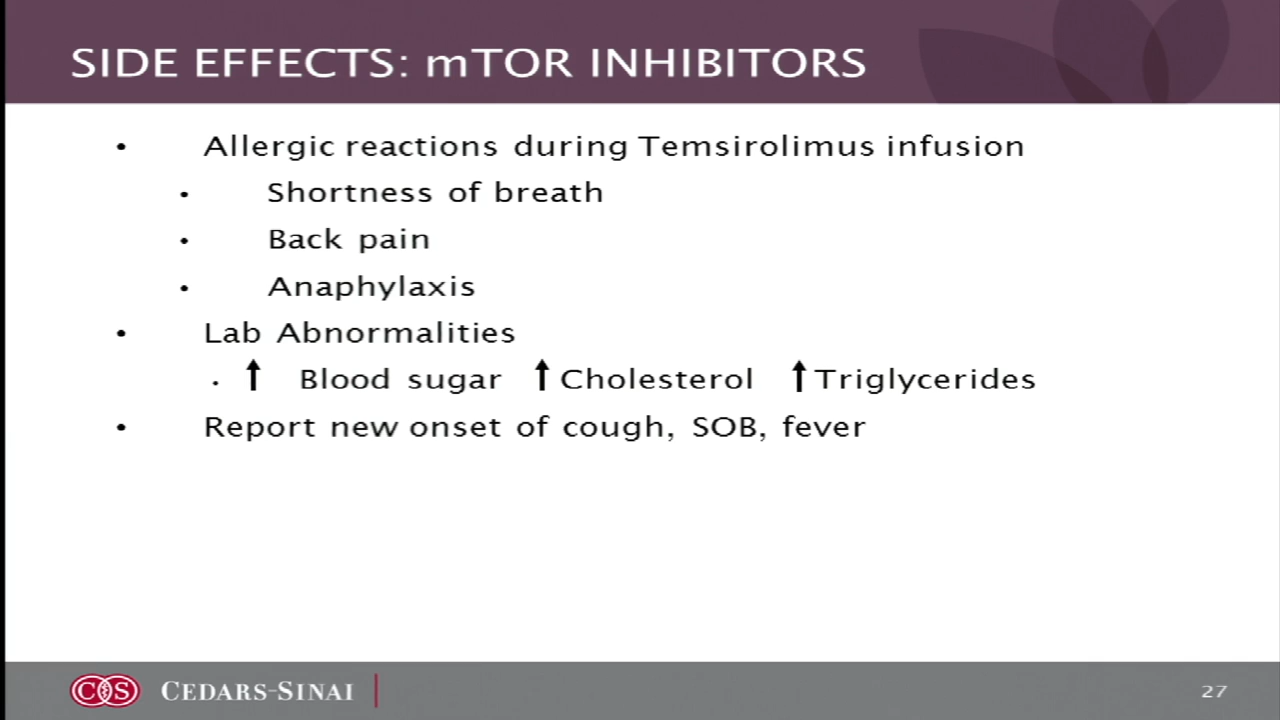 SIDE EFFECTS: mTOR INHIBITORS
• Allergic reactions during Temsirolimus infusion
• Shortness of breath
• Back pain
• Anaphylaxis
• Lab Abnormalities
• ↑ Blood sugar ↑ Cholesterol ↑ Triglycerides
• Report new onset of cough, SOB, fever
CS CEDARS-SINAI
27